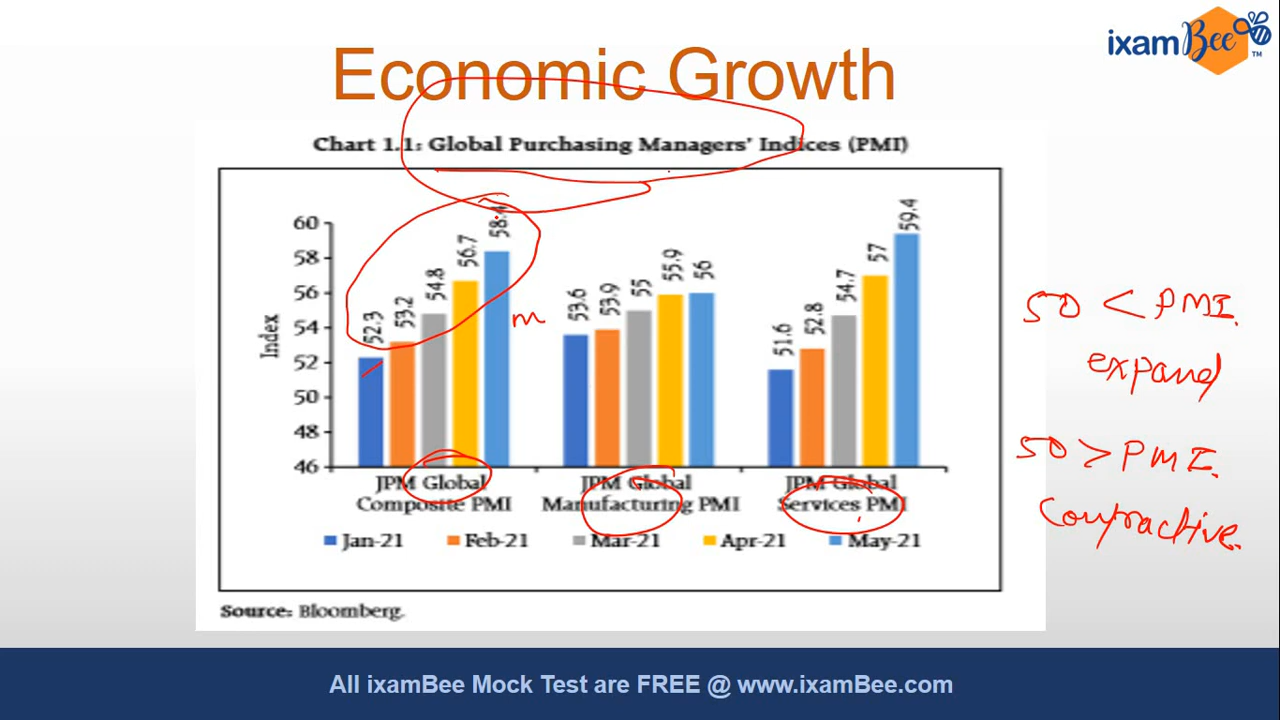 ixamBee™
Economic Growth
Chart 1.1: Global Purchasing Managers' Indices (PMI)
60
58
56
54
52
50
48
46
Index
52.3
53.2
54.8
56.7
58.4
53.6
53.9
55
55.9
56
51.6
52.8
54.7
57
59.4
m
JPM Global
Composite PMI
JPM Global
Manufacturing PMI
JPM Global
Services PMI
Jan-21 Feb-21 Mar-21 Apr-21 May-21
Source: Bloomberg.
50 < PMI.
expand
50 > PMI.
Contractive.
All ixamBee Mock Test are FREE @ www.ixamBee.com